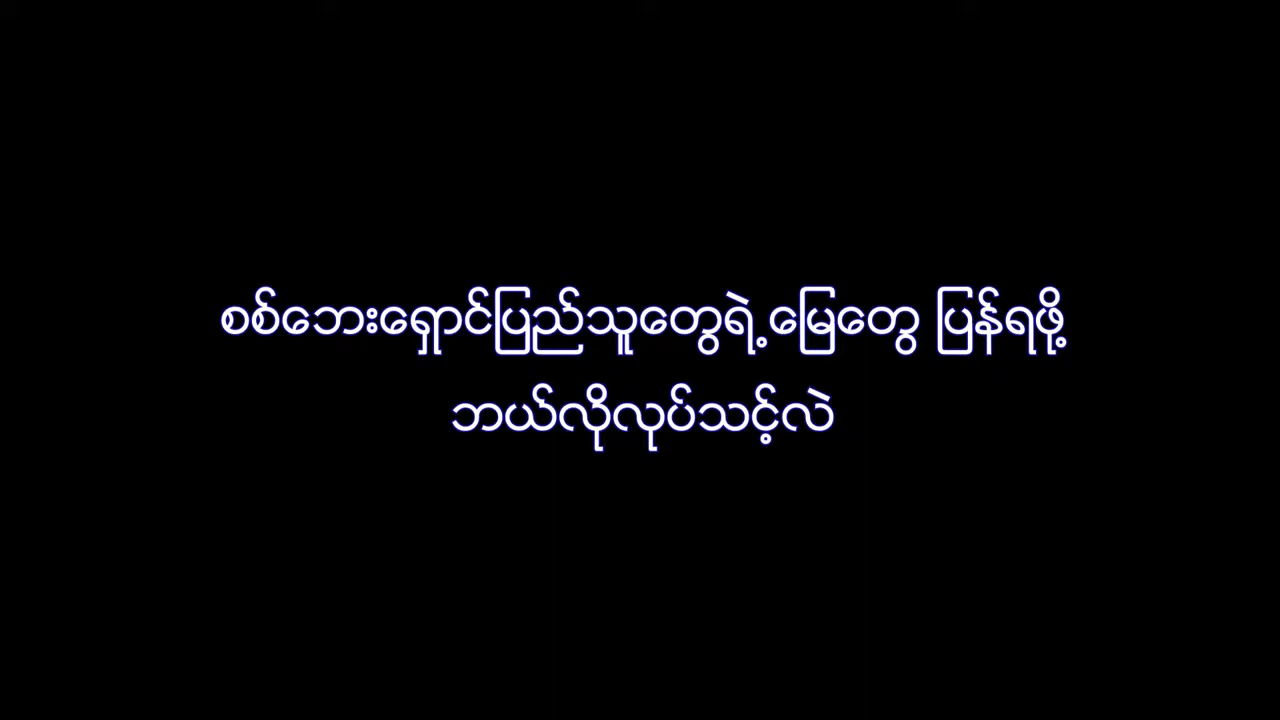 စစ်ဘေးရှောင်ပြည်သူတွေရဲ့မြေတွေ ပြန်ရဖို့
ဘယ်လိုလုပ်သင့်လဲ